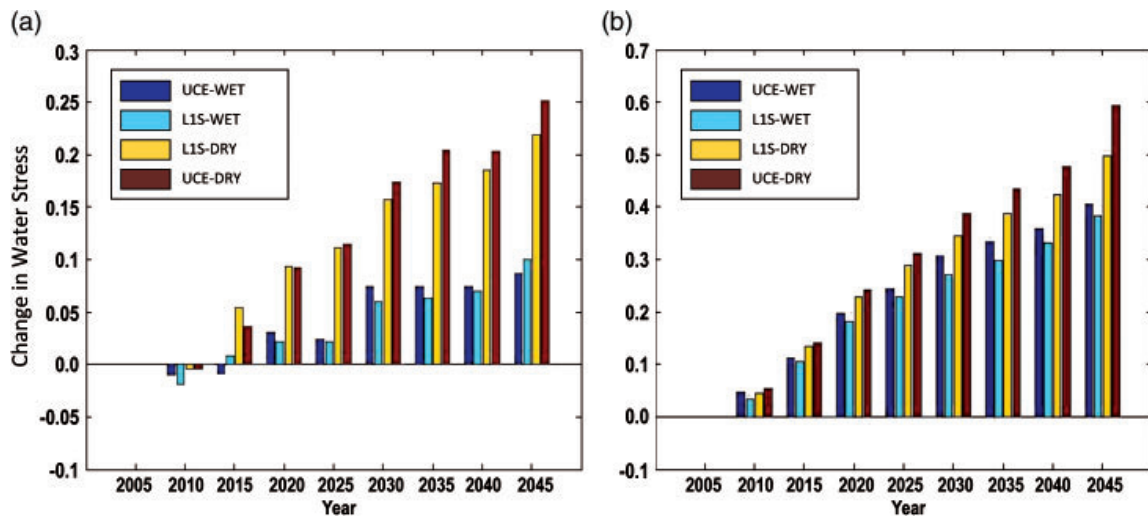 (a)
0.3
0.25
0.2
0.15
0.1
0.05
0.0
-0.05
-0.1
Change in Water Stress
UCE-WET
L1S-WET
L1S-DRY
UCE-DRY
2005 2010 2015 2020 2025 2030 2035 2040 2045
Year
(b)
0.7
0.6
0.5
0.4
0.3
0.2
0.1
0.0
-0.1
UCE-WET
L1S-WET
L1S-DRY
UCE-DRY
2005 2010 2015 2020 2025 2030 2035 2040 2045
Year